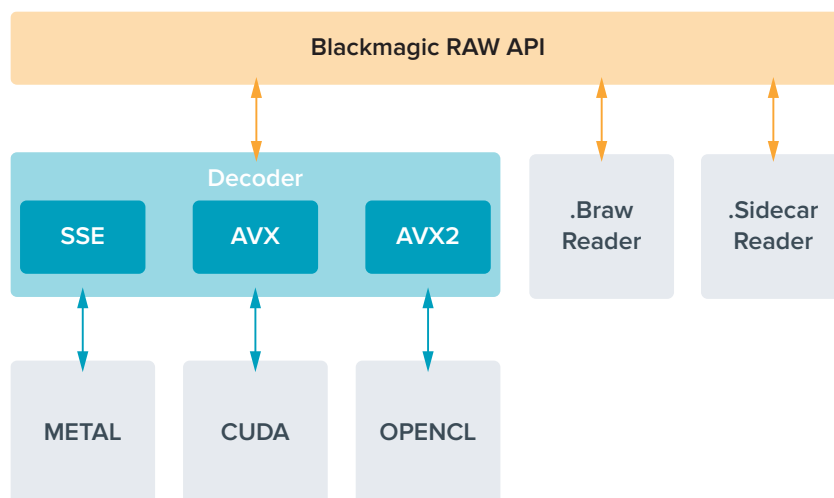 Blackmagic RAW API
Decoder
SSE
AVX
AVX2
.Braw
Reader
.Sidecar
Reader
METAL
CUDA
OPENCL